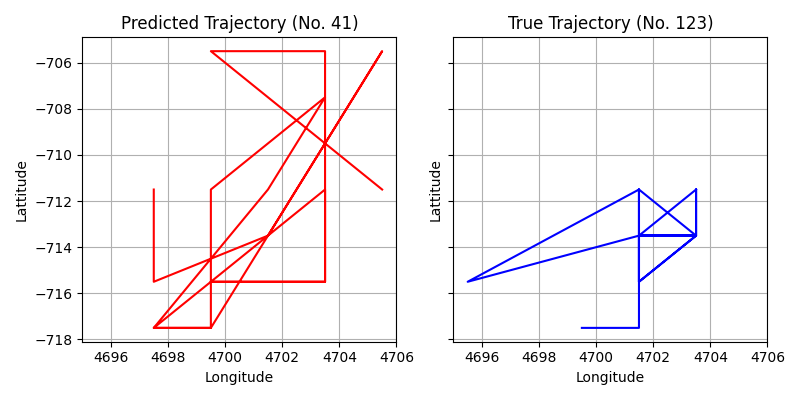 Predicted Trajectory (No. 41)
True Trajectory (No. 123)
Lattitude
−706
−708
−710
−712
−714
−716
−718
4696 4698 4700 4702 4704 4706
Longitude
Lattitude
4696 4698 4700 4702 4704 4706
Longitude